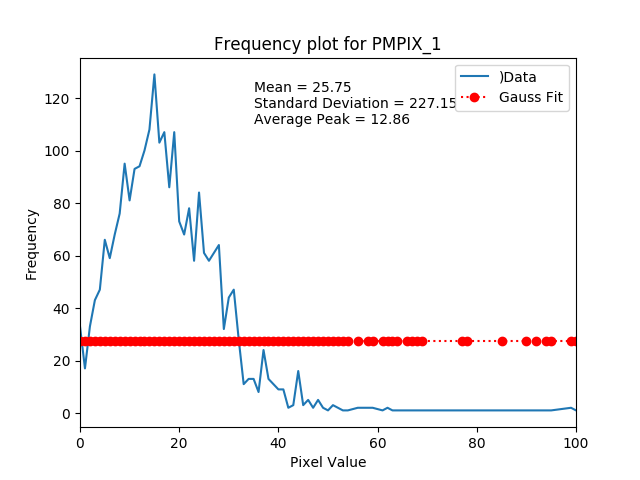 Frequency plot for PMPIX_1
Mean = 25.75
Standard Deviation = 227.15
Average Peak = 12.86
)Data
Gauss Fit
Frequency
120
100
80
60
40
20
0
0 20 40 60 80 100
Pixel Value